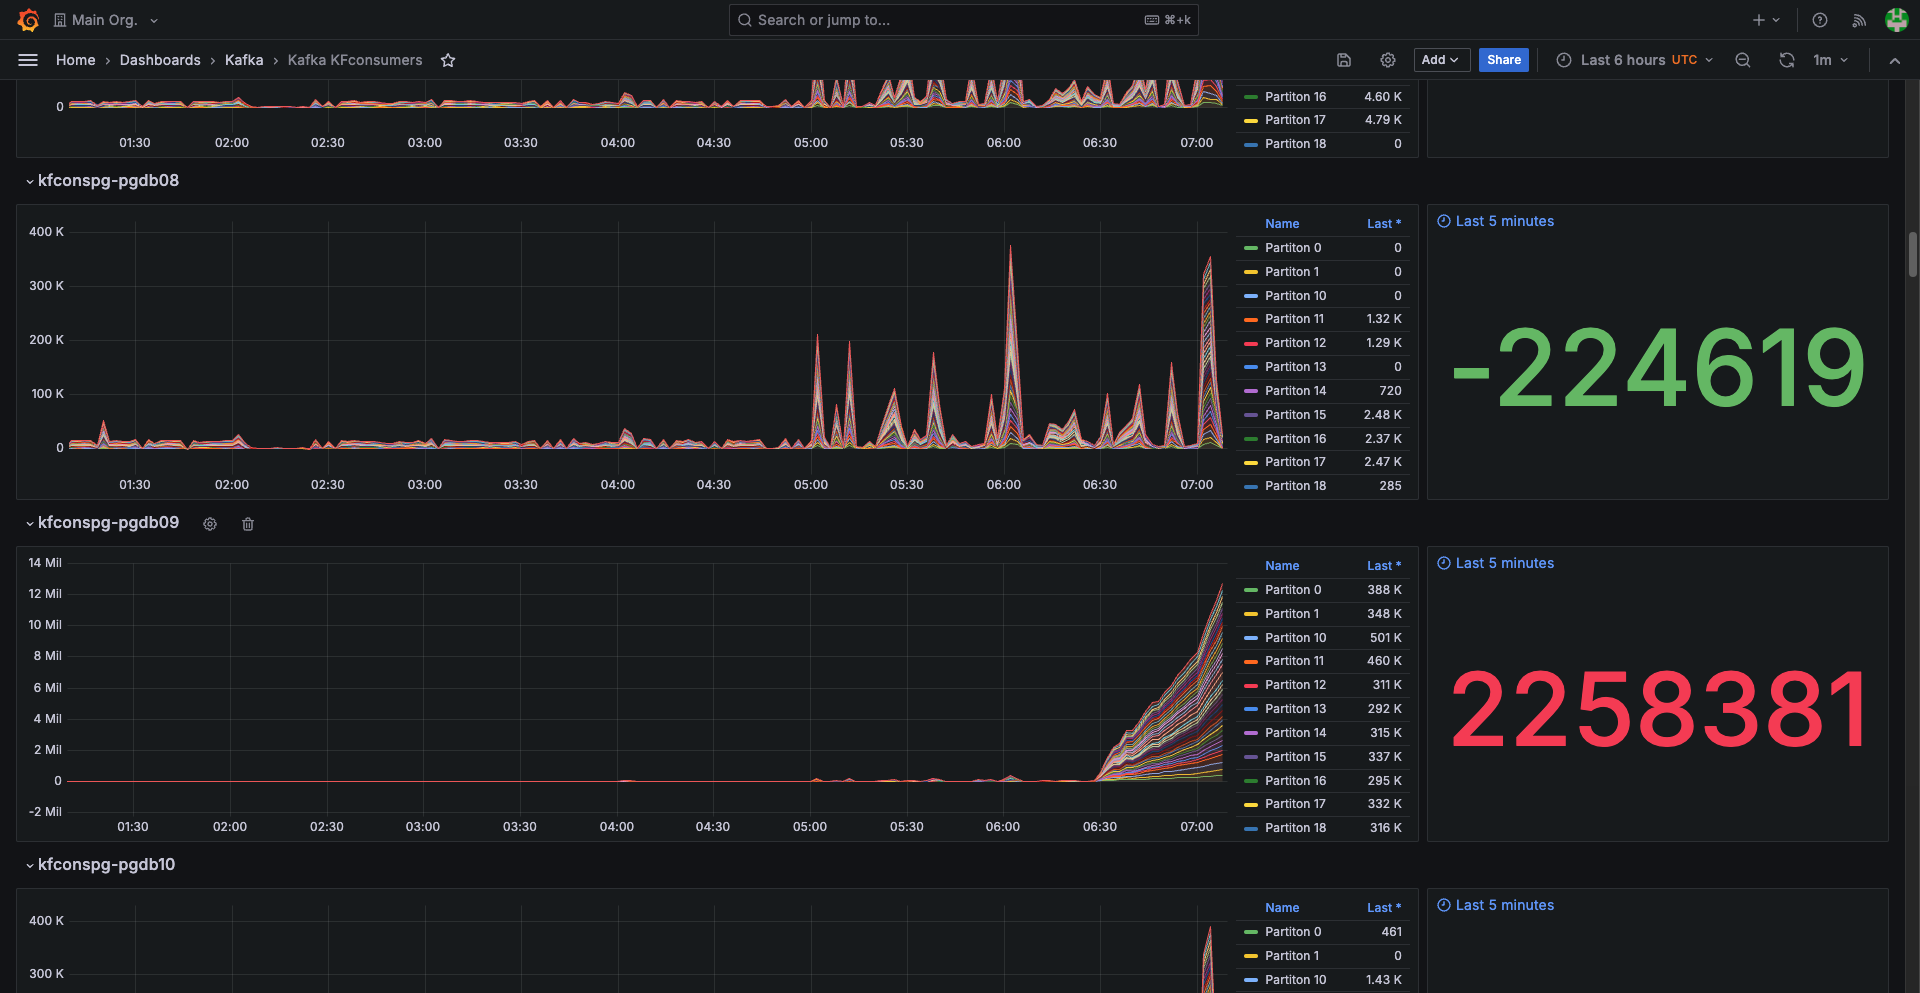 Main Org.
Search or jump to...
⌘+k
Home › Dashboards › Kafka › Kafka KFconsumers
Add
Share
Last 6 hours UTC
1m
0
01:30 02:00 02:30 03:00 03:30 04:00 04:30 05:00 05:30 06:00 06:30 07:00
Partiton 16 4.60 K
Partiton 17 4.79 K
Partiton 18 0
kfconspg-pgdb08
400 K
300 K
200 K
100 K
0
01:30 02:00 02:30 03:00 03:30 04:00 04:30 05:00 05:30 06:00 06:30 07:00
Name Last *
Partiton 0 0
Partiton 1 0
Partiton 10 0
Partiton 11 1.32 K
Partiton 12 1.29 K
Partiton 13 0
Partiton 14 720
Partiton 15 2.48 K
Partiton 16 2.37 K
Partiton 17 2.47 K
Partiton 18 285
Last 5 minutes
-224619
kfconspg-pgdb09
14 Mil
12 Mil
10 Mil
8 Mil
6 Mil
4 Mil
2 Mil
0
-2 Mil
01:30 02:00 02:30 03:00 03:30 04:00 04:30 05:00 05:30 06:00 06:30 07:00
Name Last *
Partiton 0 388 K
Partiton 1 348 K
Partiton 10 501 K
Partiton 11 460 K
Partiton 12 311 K
Partiton 13 292 K
Partiton 14 315 K
Partiton 15 337 K
Partiton 16 295 K
Partiton 17 332 K
Partiton 18 316 K
Last 5 minutes
2258381
kfconspg-pgdb10
400 K
300 K
Name Last *
Partiton 0 461
Partiton 1 0
Partiton 10 1.43 K
Last 5 minutes